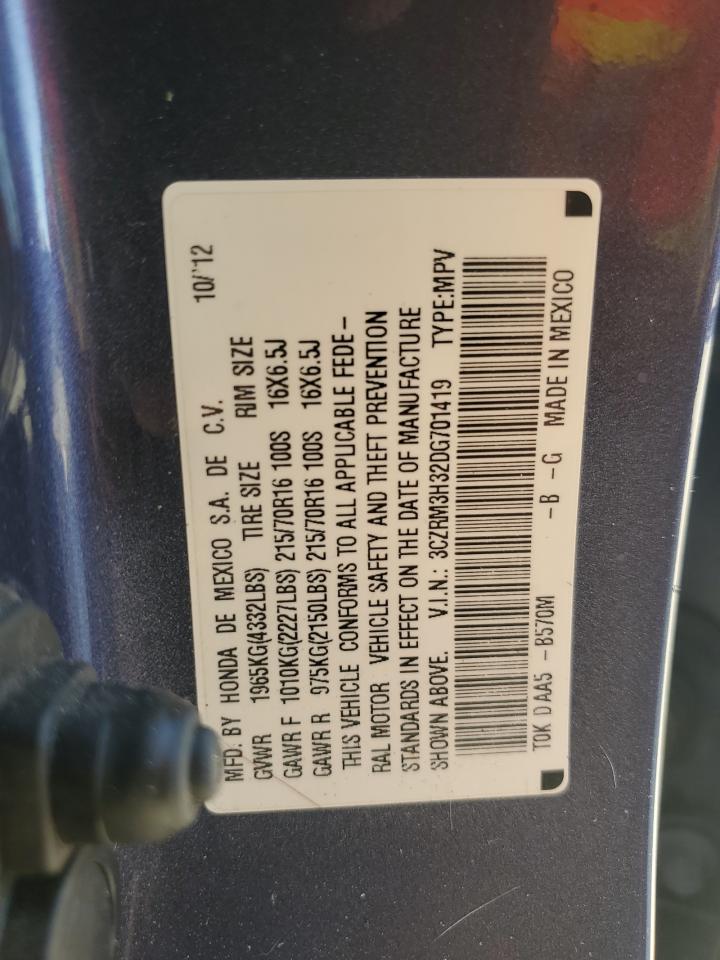 MFD. BY HONDA DE MEXICO S.A. DE C.V. 10/'12
GVWR 1965KG(4332LBS) TIRE SIZE RIM SIZE
GAWR F 1010KG(2227LBS) 215/70R16 100S 16X6.5J
GAWR R 975KG(2150LBS) 215/70R16 100S 16X6.5J
THIS VEHICLE CONFORMS TO ALL APPLICABLE FEDE-
RAL MOTOR VEHICLE SAFETY AND THEFT PREVENTION
STANDARDS IN EFFECT ON THE DATE OF MANUFACTURE
SHOWN ABOVE. V.I.N.: 3CZRM3H32DG701419 TYPE:MPV
T0K D AA5 -B570M -B -G MADE IN MEXICO